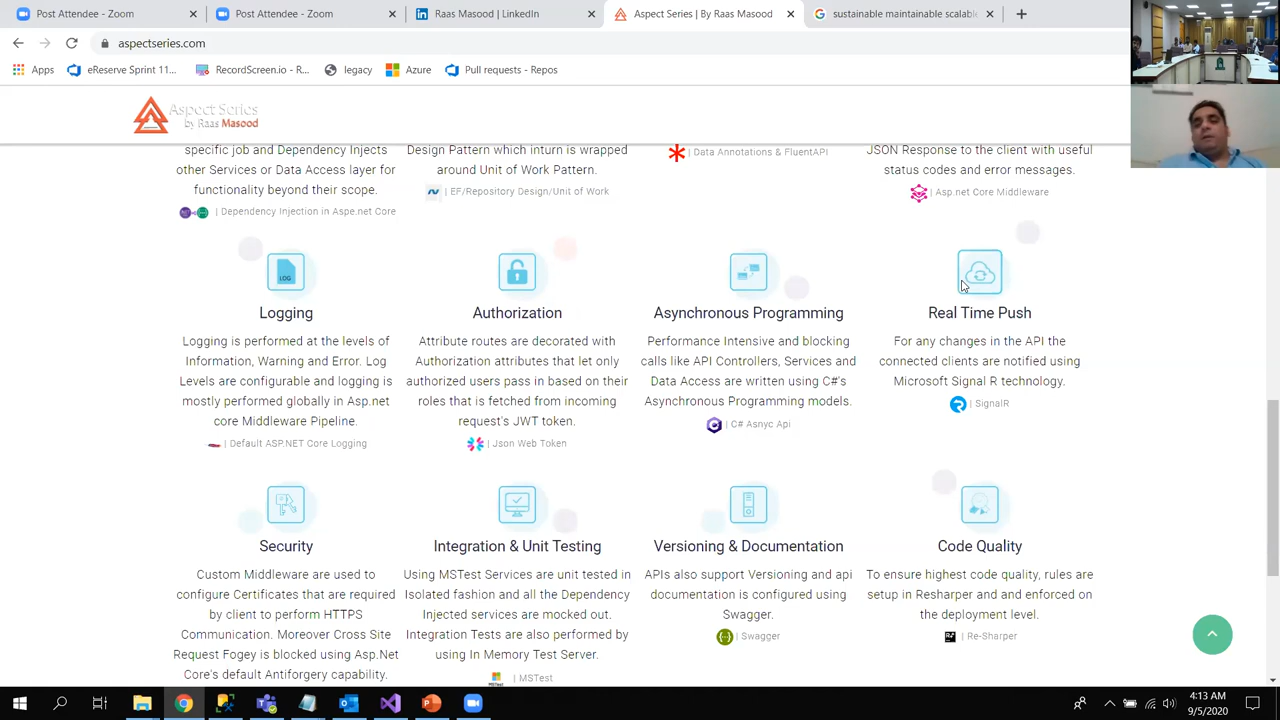 Post Attendee - Zoom
Post Attendee - Zoom
Raas Masood | LinkedIn
Aspect Series | By Raas Masood
sustainable maintainable scalab
aspectseries.com
Apps
eReserve Sprint 11...
RecordScreen.io - R...
legacy
Azure
Pull requests - Repos
Aspect Series
by Raas Masood
specific job and Dependency Injects
other Services or Data Access layer for
functionality beyond their scope.
| Dependency Injection in Aspe.net Core
Design Pattern which inturn is wrapped
around Unit of Work Pattern.
| EF/Repository Design/Unit of Work
| Data Annotations & FluentAPI
JSON Response to the client with useful
status codes and error messages.
| Asp.net Core Middleware
LOG
Logging
Logging is performed at the levels of
Information, Warning and Error. Log
Levels are configurable and logging is
mostly performed globally in Asp.net
core Middleware Pipeline.
| Default ASP.NET Core Logging
Authorization
Attribute routes are decorated with
Authorization attributes that let only
authorized users pass in based on their
roles that is fetched from incoming
request's JWT token.
| Json Web Token
Asynchronous Programming
Performance Intensive and blocking
calls like API Controllers, Services and
Data Access are written using C#'s
Asynchronous Programming models.
| C# Asnyc Api
Real Time Push
For any changes in the API the
connected clients are notified using
Microsoft Signal R technology.
| SignalR
Security
Custom Middleware are used to
configure Certificates that are required
by client to perform HTTPS
Communication. Moreover Cross Site
Request Fogey is blocked using Asp.Net
Core's default Antiforgery capability.
Integration & Unit Testing
Using MSTest Services are unit tested in
Isolated fashion and all the Dependency
Injected services are mocked out.
Integration Tests are also performed by
using In Memory Test Server.
| MSTest
Versioning & Documentation
APIs also support Versioning and api
documentation is configured using
Swagger.
| Swagger
Code Quality
To ensure highest code quality, rules are
setup in Resharper and and enforced on
the deployment level.
| Re-Sharper
4:13 AM
9/5/2020